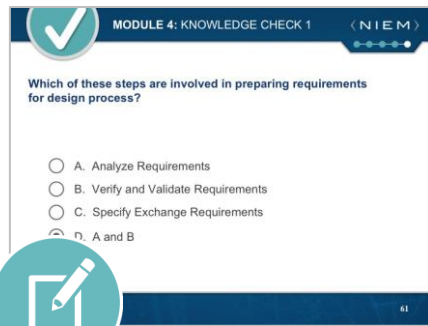 MODULE 4: KNOWLEDGE CHECK 1
⟨NIEM⟩
Which of these steps are involved in preparing requirements
for design process?
A. Analyze Requirements
B. Verify and Validate Requirements
C. Specify Exchange Requirements
D. A and B
61